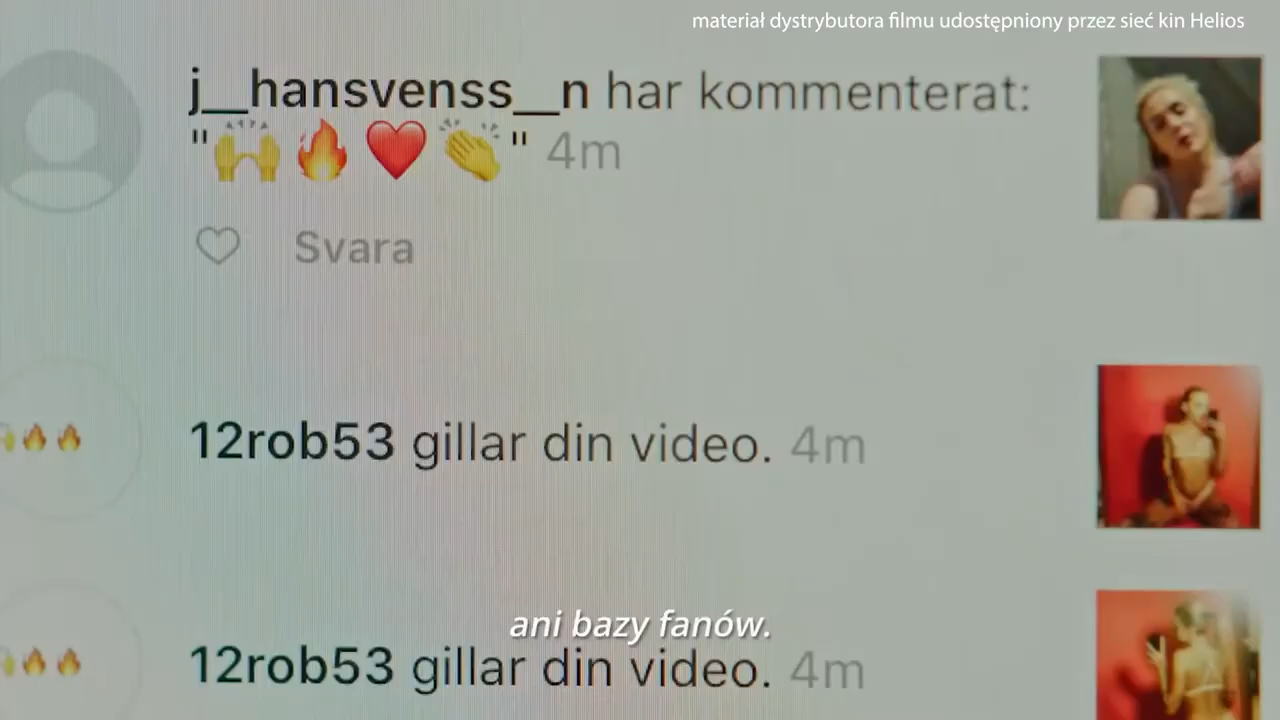 materiał dystrybutora filmu udostępniony przez sieć kin Helios
j__hansvenss__n har kommenterat:
"🙌🔥❤️👏" 4m
Svara
12rob53 gillar din video. 4m
ani bazy fanów.
12rob53 gillar din video. 4m